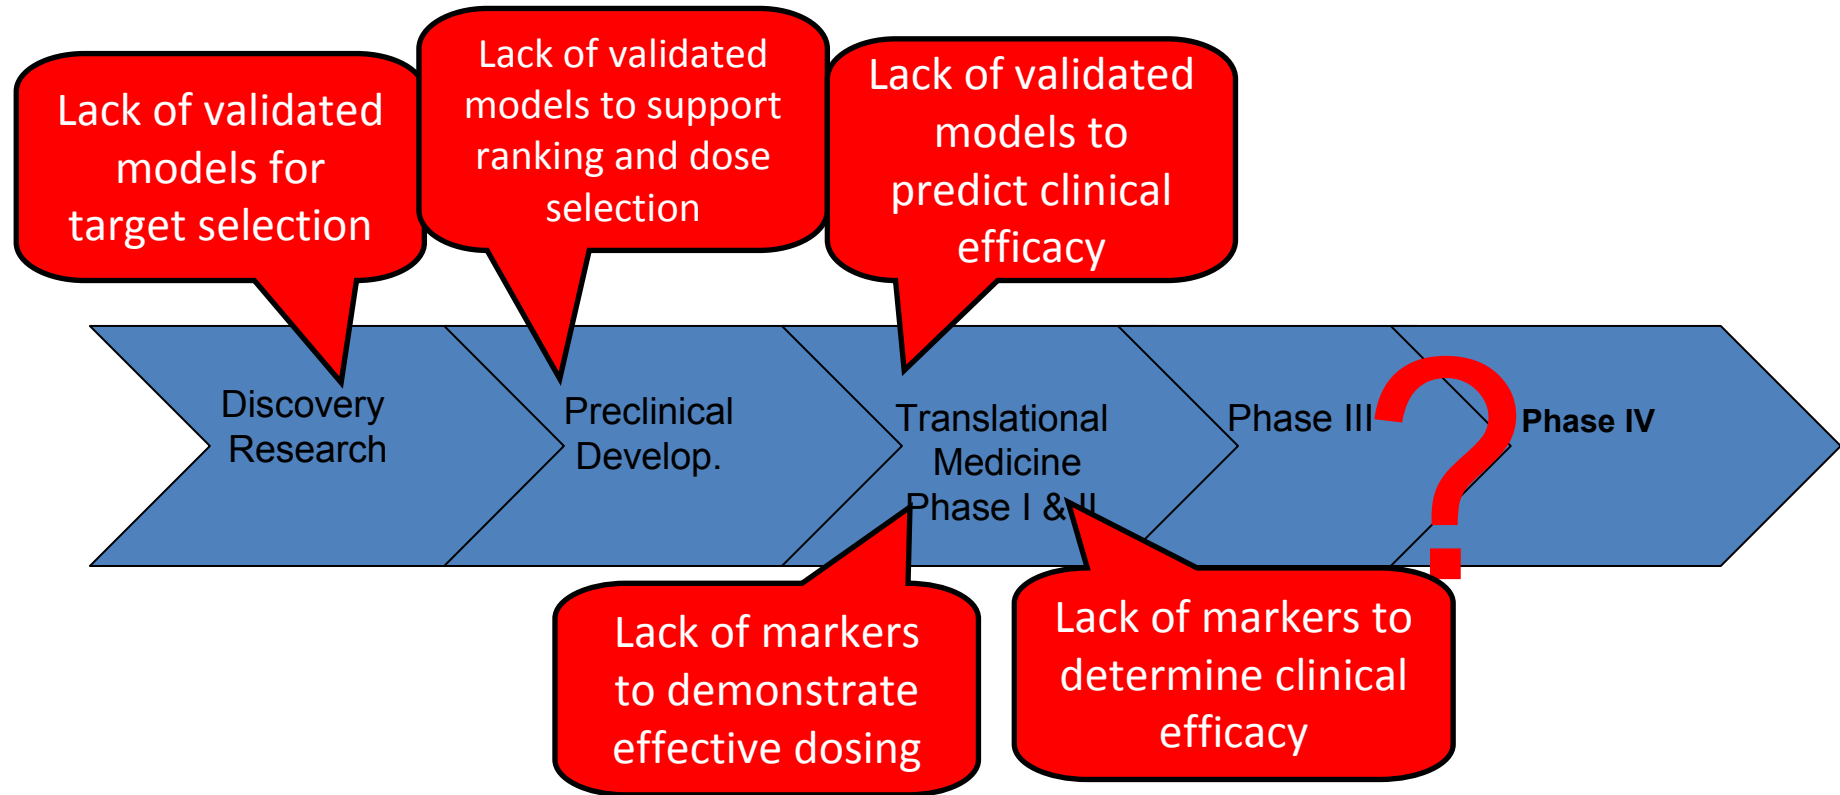 Lack of validated
models for
target selection
Lack of validated
models to support
ranking and dose
selection
Lack of validated
models to
predict clinical
efficacy
Discovery
Research
Preclinical
Develop.
Translational
Medicine
Phase I & II
Phase III
?
Phase IV
Lack of markers
to demonstrate
effective dosing
Lack of markers to
determine clinical
efficacy